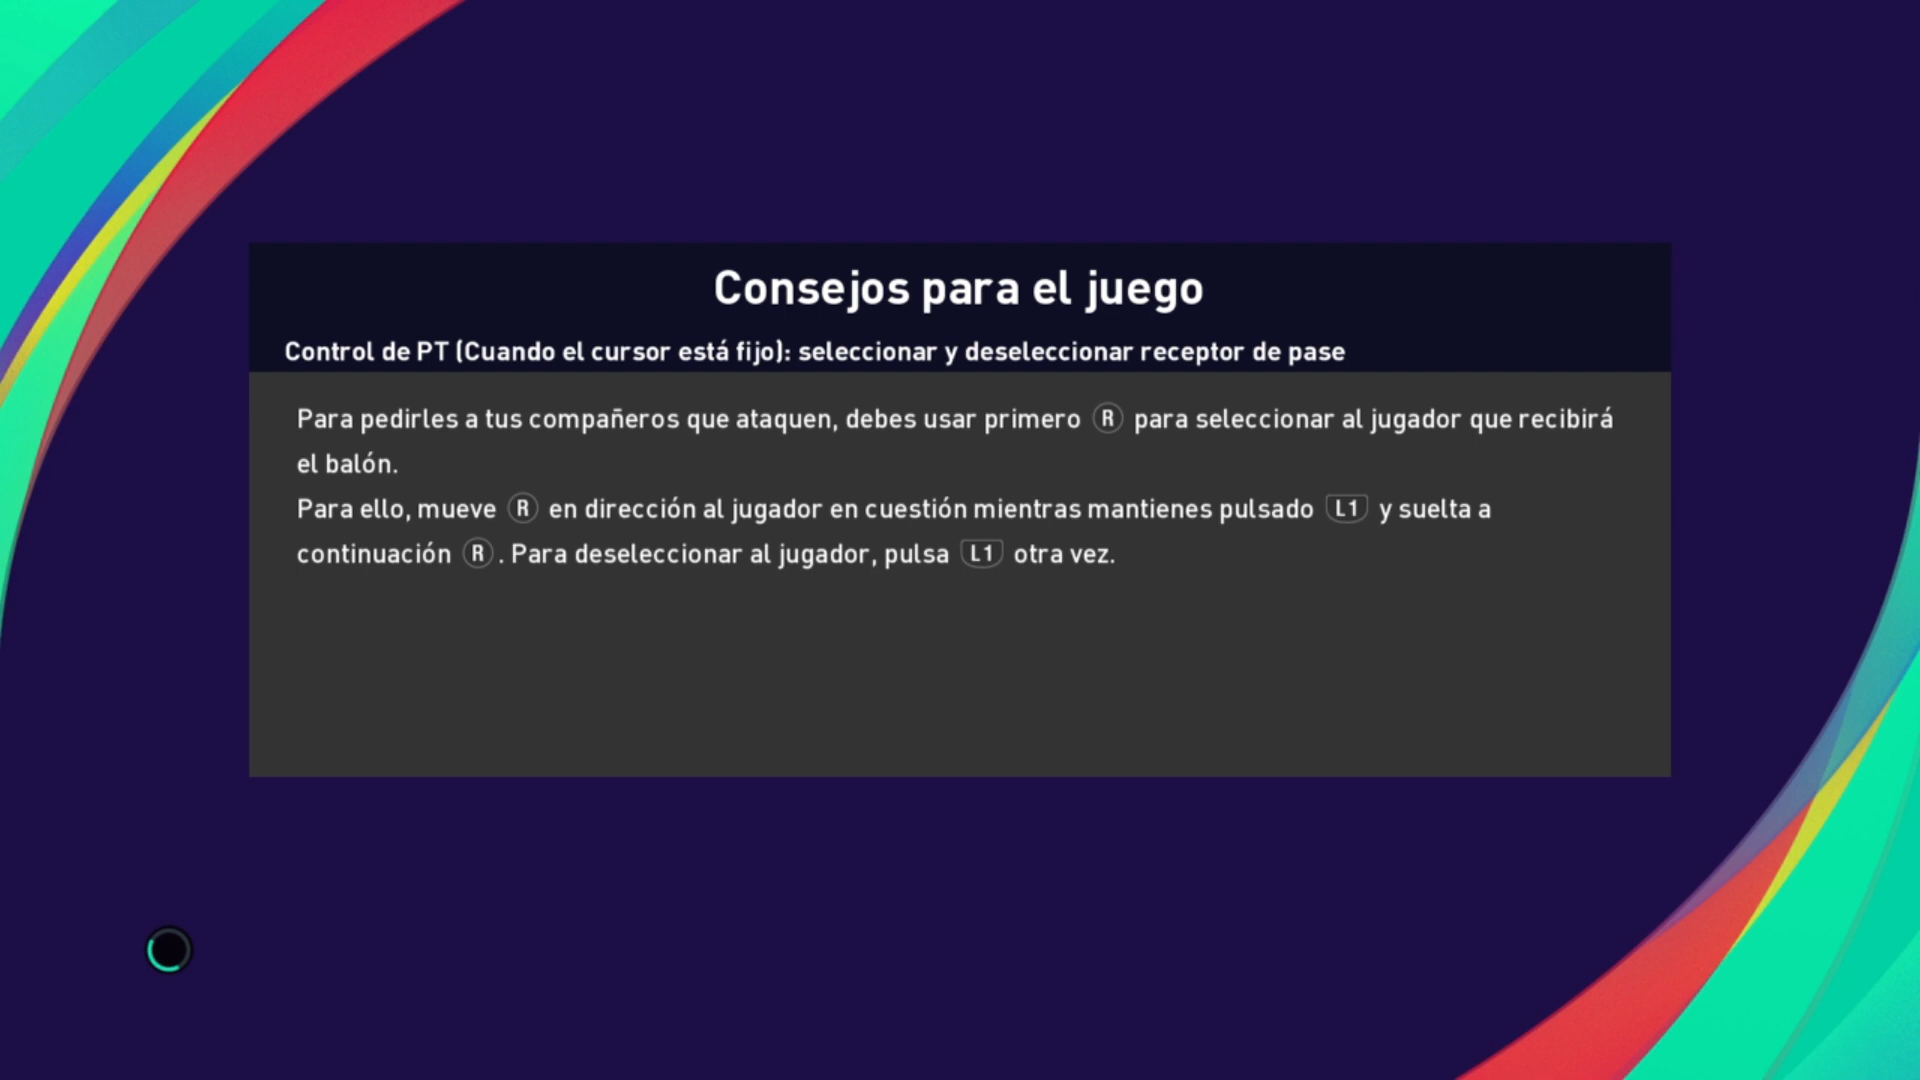 Consejos para el juego
Control de PT (Cuando el cursor está fijo): seleccionar y deseleccionar receptor de pase
Para pedirles a tus compañeros que ataquen, debes usar primero R para seleccionar al jugador que recibirá
el balón.
Para ello, mueve R en dirección al jugador en cuestión mientras mantienes pulsado L1 y suelta a
continuación R. Para deseleccionar al jugador, pulsa L1 otra vez.